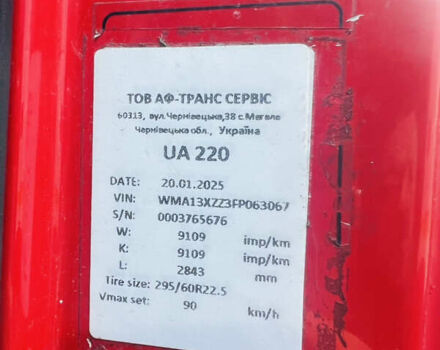 ТОВ АФ-ТРАНС СЕРВІС
60313, вул.Чернівецька,38 с.Магала
Чернівецька обл., Україна
UA 220
DATE: 20.01.2025
VIN: WMA13XZZ3FP063067
S/N: 0003765676
W: 9109 imp/km
K: 9109 imp/km
L: 2843 mm
Tire size: 295/60R22.5
Vmax set: 90 km/h